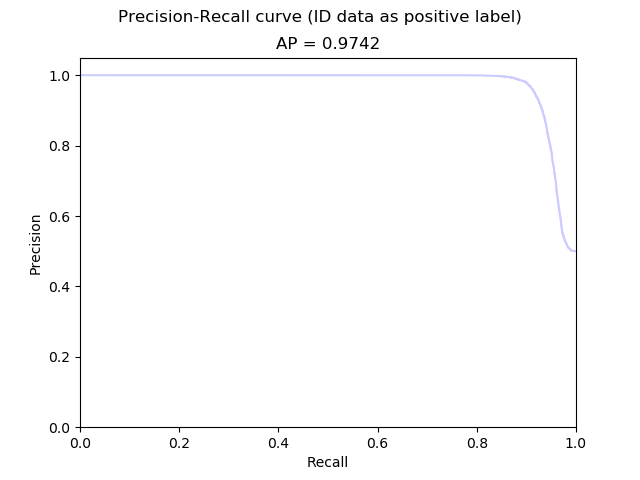 Precision-Recall curve (ID data as positive label)
AP = 0.9742
1.0
0.8
0.6
0.4
0.2
0.0
Precision
0.0 0.2 0.4 0.6 0.8 1.0
Recall